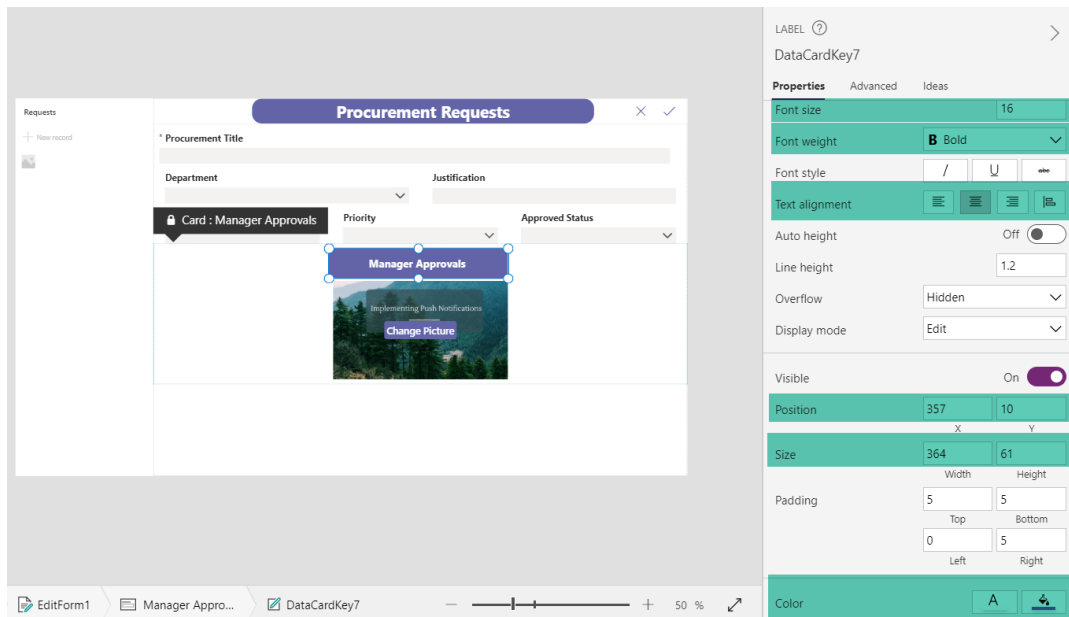 LABEL ?
DataCardKey7
Properties Advanced Ideas
Font size 16
Font weight B Bold
Font style / U abc
Text alignment
Auto height Off
Line height 1.2
Overflow Hidden
Display mode Edit
Visible On
Position 357 10
X Y
Size 364 61
Width Height
Padding 5 5
Top Bottom
0 5
Left Right
Color A
Requests
New record
Procurement Requests
* Procurement Title
Department Justification
Card : Manager Approvals
Priority Approved Status
Manager Approvals
Implementing Push Notifications
Change Picture
EditForm1 Manager Appro... DataCardKey7 50 %